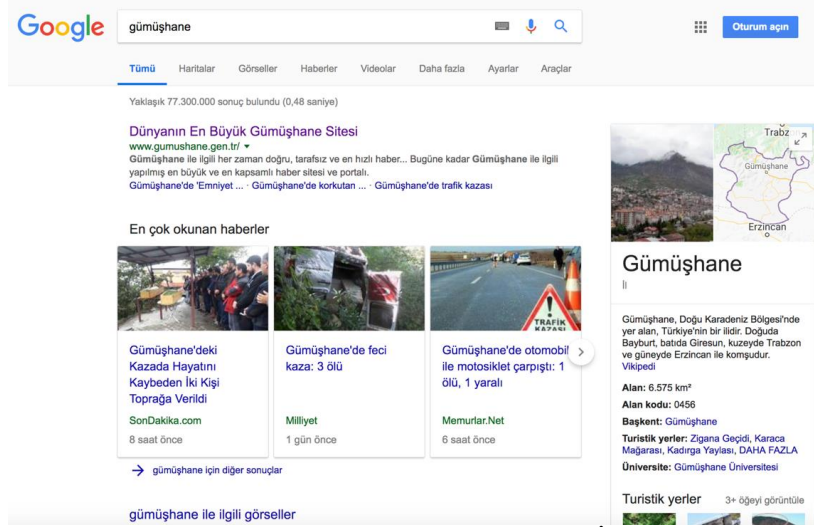 Google
gümüşhane
Oturum açın
Tümü Haritalar Görseller Haberler Videolar Daha fazla Ayarlar Araçlar
Yaklaşık 77.300.000 sonuç bulundu (0,48 saniye)
Dünyanın En Büyük Gümüşhane Sitesi
www.gumushane.gen.tr/
Gümüşhane ile ilgili her zaman doğru, tarafsız ve en hızlı haber... Bugüne kadar Gümüşhane ile ilgili
yapılmış en büyük ve en kapsamlı haber sitesi ve portalı.
Gümüşhane'de 'Emniyet ... · Gümüşhane'de korkutan ... · Gümüşhane'de trafik kazası
En çok okunan haberler
TRAFİK
KAZASI
Gümüşhane'deki
Kazada Hayatını
Kaybeden İki Kişi
Toprağa Verildi
SonDakika.com
8 saat önce
Gümüşhane'de feci
kaza: 3 ölü
Milliyet
1 gün önce
Gümüşhane'de otomobil
ile motosiklet çarpıştı: 1
ölü, 1 yaralı
Memurlar.Net
6 saat önce
gümüşhane için diğer sonuçlar
gümüşhane ile ilgili görseller
Trabz
Gümüşhane
Erzincan
Gümüşhane
İl
Gümüşhane, Doğu Karadeniz Bölgesi'nde
yer alan, Türkiye'nin bir ilidir. Doğuda
Bayburt, batıda Giresun, kuzeyde Trabzon
ve güneyde Erzincan ile komşudur.
Vikipedi
Alan: 6.575 km²
Alan kodu: 0456
Başkent: Gümüşhane
Turistik yerler: Zigana Geçidi, Karaca
Mağarası, Kadırga Yaylası, DAHA FAZLA
Üniversite: Gümüşhane Üniversitesi
Turistik yerler 3+ öğeyi görüntüle